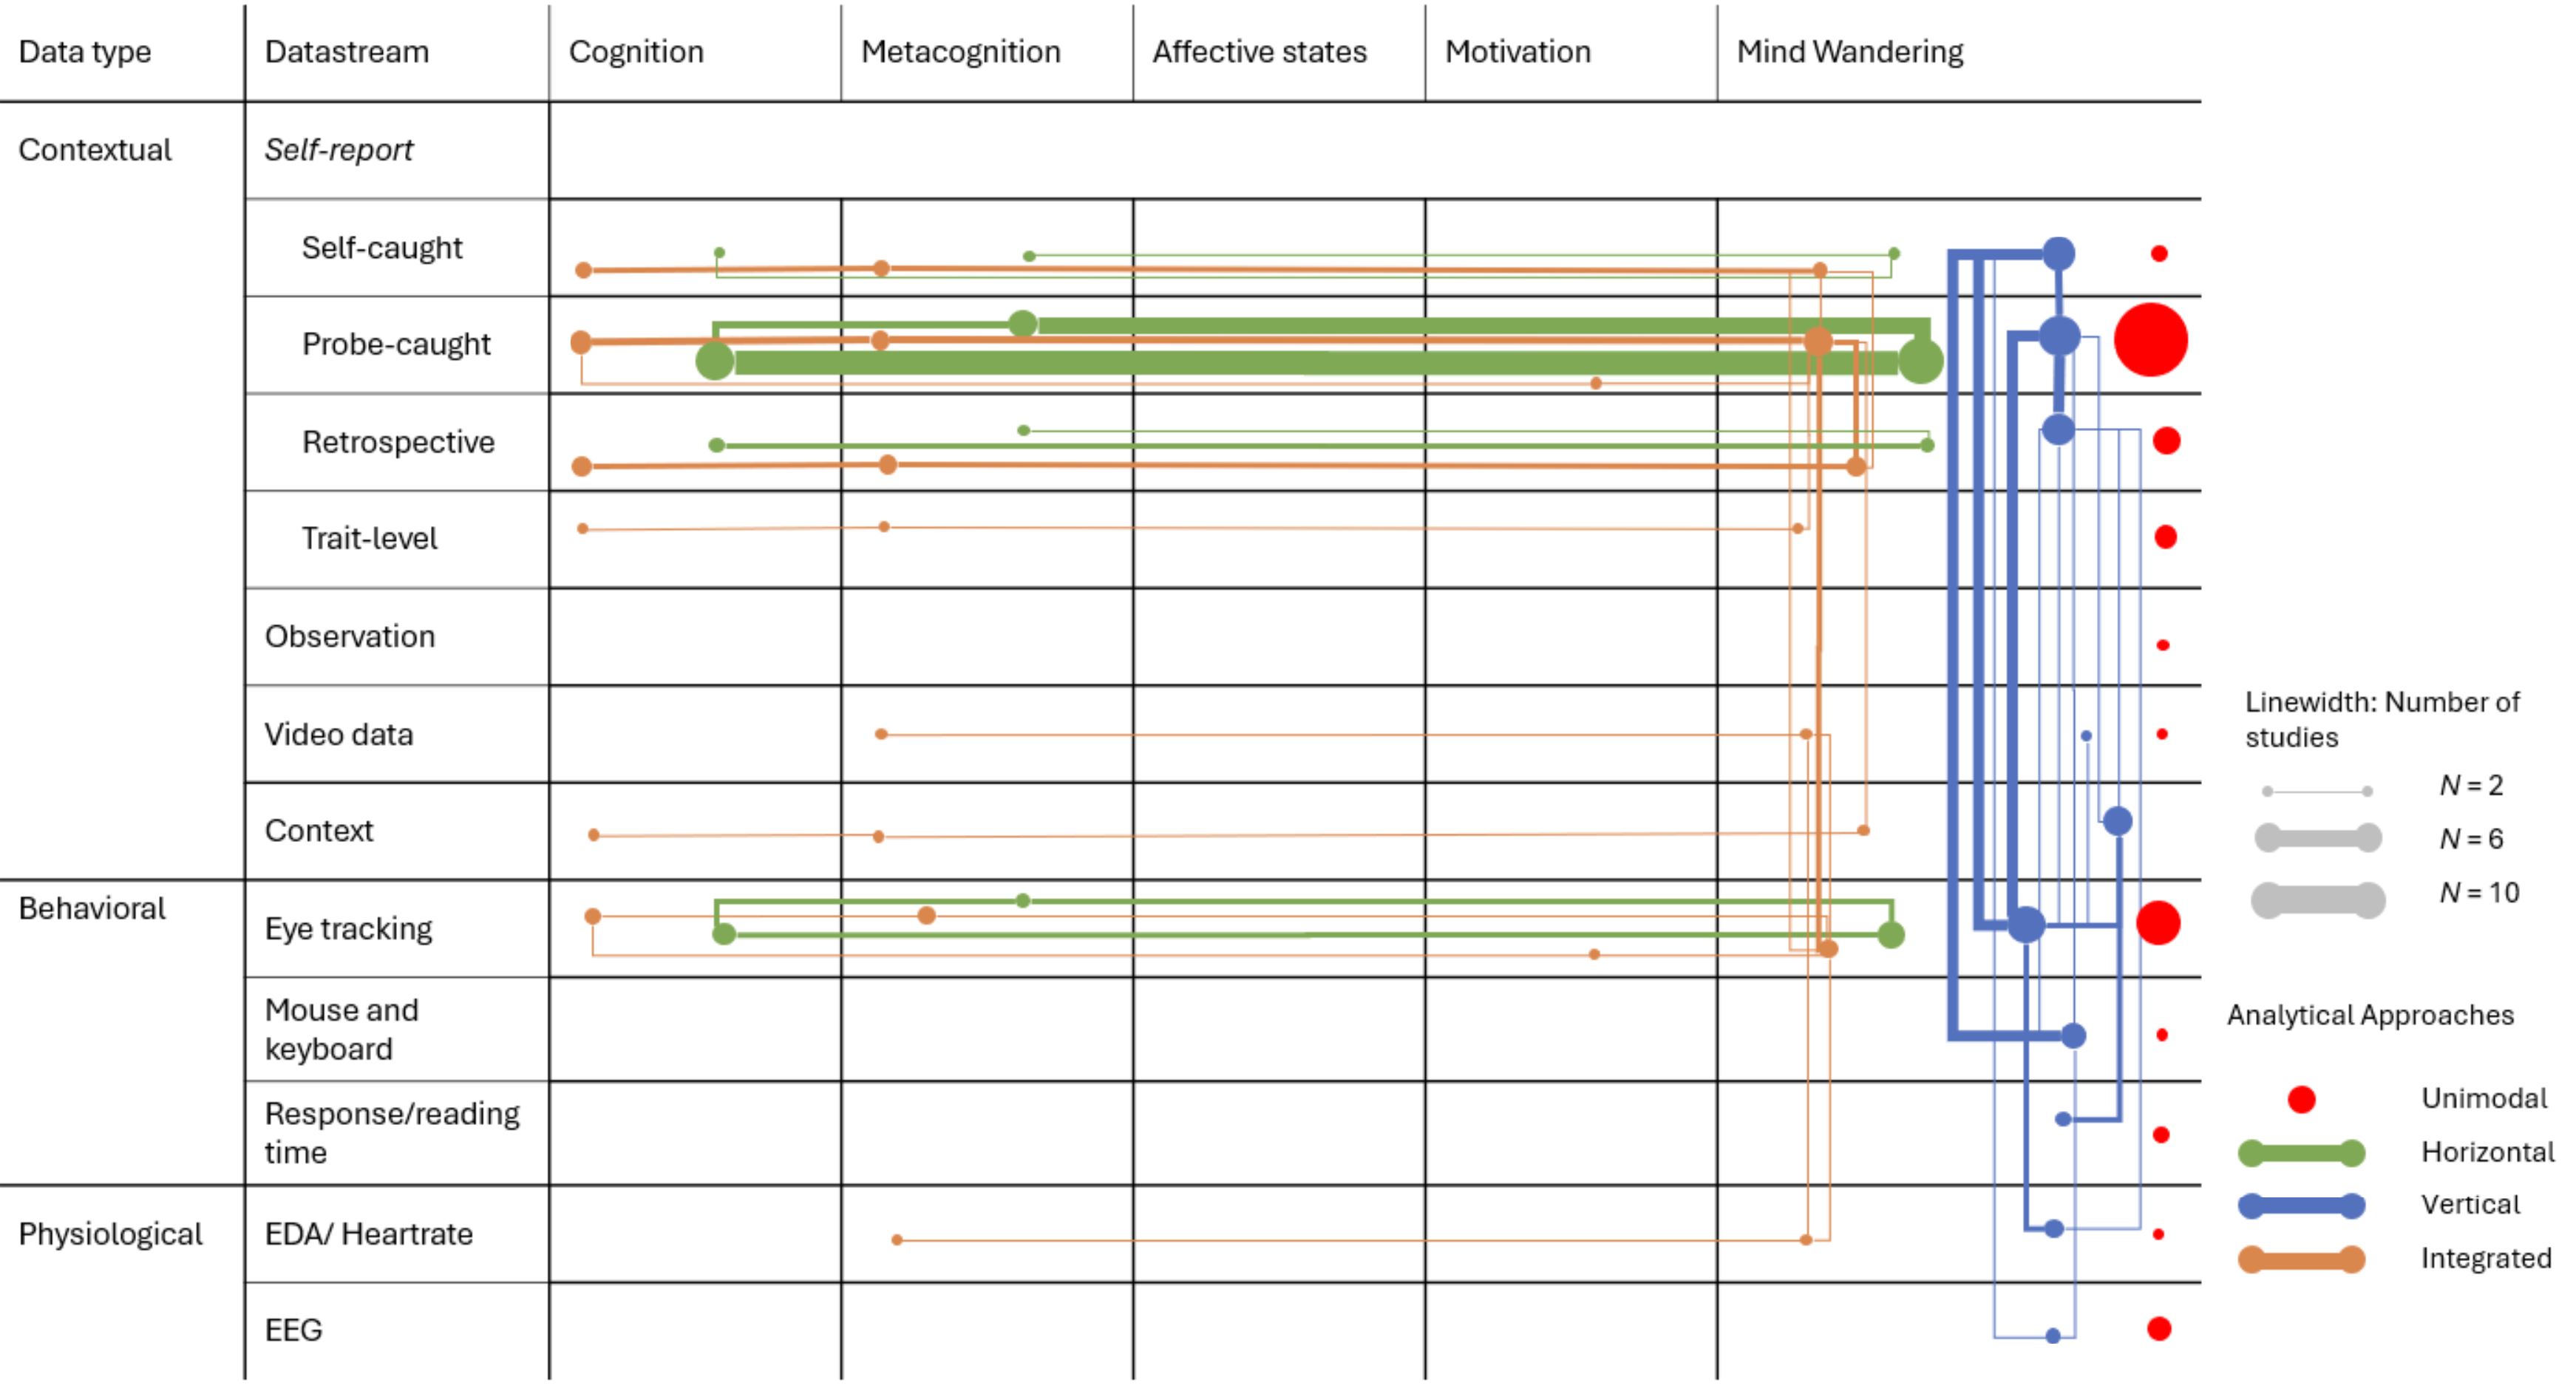 Data type
Datastream
Cognition
Metacognition
Affective states
Motivation
Mind Wandering
Contextual
Self-report
Self-caught
Probe-caught
Retrospective
Trait-level
Observation
Video data
Context
Behavioral
Eye tracking
Mouse and
keyboard
Response/reading
time
Physiological
EDA/ Heartrate
EEG
Linewidth: Number of
studies
N = 2
N = 6
N = 10
Analytical Approaches
Unimodal
Horizontal
Vertical
Integrated